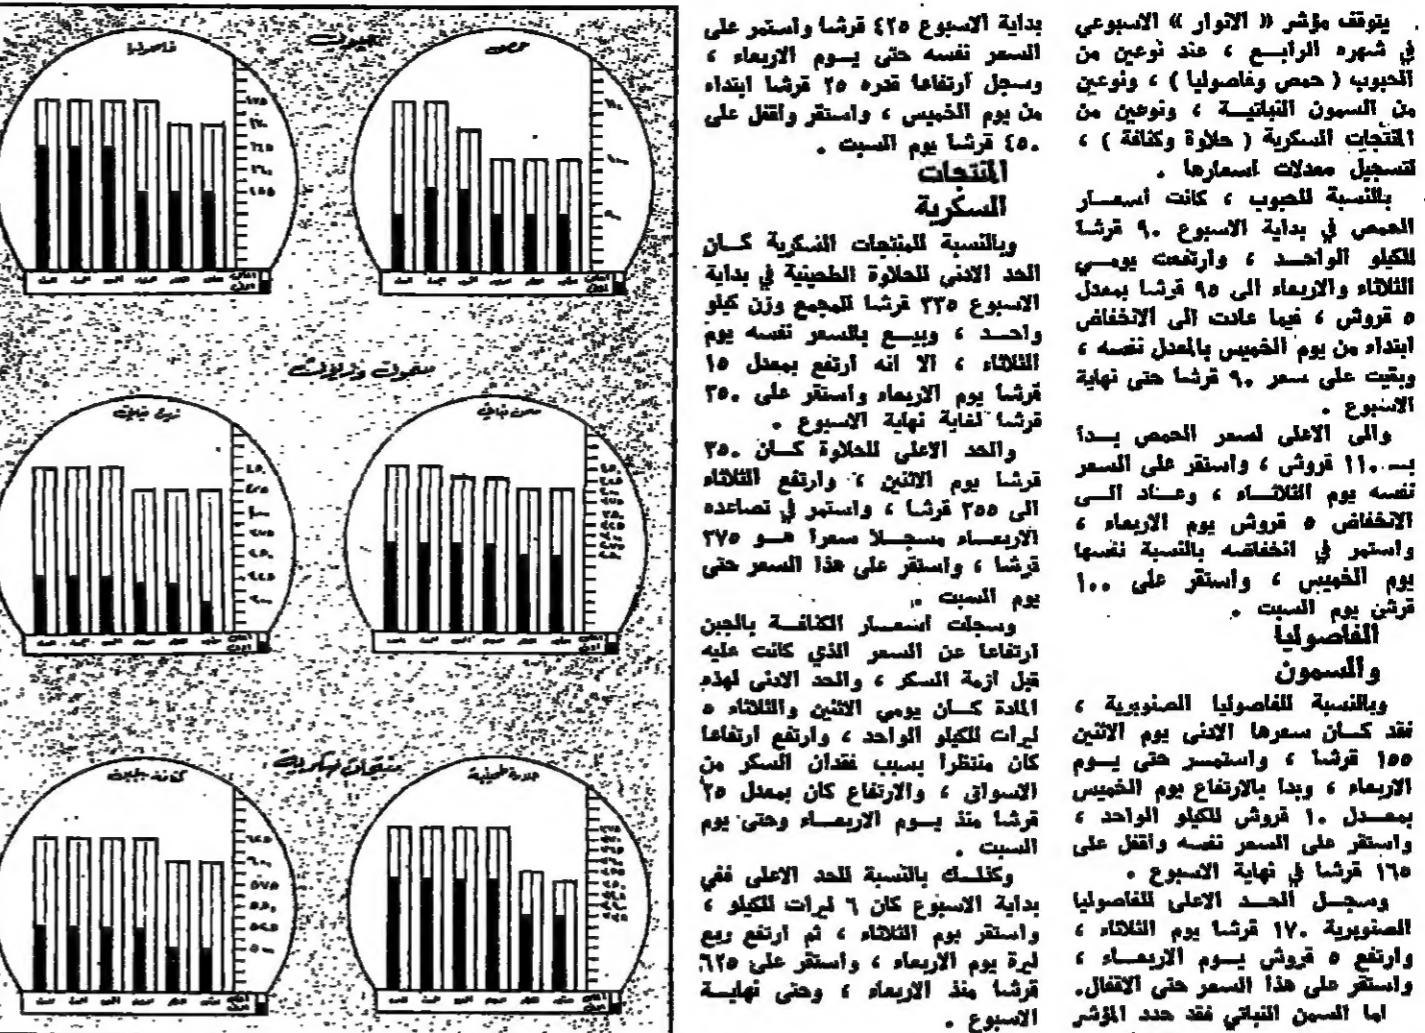 يتوقف مؤشر « الانوار » الاسبوعي
في شهره الرابع ، عند نوعين من
الحبوب ( حمص وفاصوليا ) ، ونوعين
من السمون النباتية ، ونوعين من
المنتجات السكرية ( حلاوة وكنافة ) ،
لتسجيل معدلات اسعارها .
بالنسبة للحبوب ، كانت اسعار
الحمص في بداية الاسبوع ٩٠ قرشا
للكيلو الواحد ، وارتفعت يومي
الثلاثاء والاربعاء الى ٩٥ قرشا بمعدل
٥ قروش ، فيما عادت الى الانخفاض
ابتداء من يوم الخميس بالمعدل نفسه ،
وبقيت على سعر ٩٠ قرشا حتى نهاية
الاسبوع .
والى الاعلى لسعر الحمص بدا
بـ ١١٠ قروش ، واستقر على السعر
نفسه يوم الثلاثاء ، وعاد الى
الانخفاض ٥ قروش يوم الاربعاء ،
واستمر في انخفاضه بالنسبة نفسها
يوم الخميس ، واستقر على ١٠٠
قرش يوم السبت .
الفاصوليا
والسمون
وبالنسبة للفاصوليا الصنوبرية ،
فقد كان سعرها الادنى يوم الاثنين
١٥٥ قرشا ، واستمر حتى يوم
الاربعاء ، وبدا بالارتفاع يوم الخميس
بمعدل ١٠ قروش للكيلو الواحد ،
واستقر على السعر نفسه وأقفل على
١٦٥ قرشا في نهاية الاسبوع .
وسجل الحد الاعلى للفاصوليا
الصنوبرية ١٧٠ قرشا يوم الثلاثاء ،
وارتفع ٥ قروش يوم الاربعاء ،
واستقر على هذا السعر حتى الاقفال.
اما السمن النباتي فقد حدد المؤشر
بداية الاسبوع ٤٢٥ قرشا واستمر على
السعر نفسه حتى يوم الاربعاء ،
وسجل ارتفاعا قدره ٢٥ قرشا ابتداء
من يوم الخميس ، واستقر وأقفل على
٤٥٠ قرشا يوم السبت .
المنتجات
السكرية
وبالنسبة للمنتجات السكرية كان
الحد الادنى للحلاوة الطحينية في بداية
الاسبوع ٣٣٥ قرشا للمجمع وزن كيلو
واحد ، وبيع بالسعر نفسه يوم
الثلاثاء ، الا انه ارتفع بمعدل ١٥
قرشا يوم الاربعاء واستقر على ٣٥٠
قرشا لغاية نهاية الاسبوع .
والحد الاعلى للحلاوة كان ٣٥٠
قرشا يوم الاثنين ، وارتفع الثلاثاء
الى ٣٥٥ قرشا ، واستمر في تصاعده
الاربعاء مسجلا سعرا هو ٣٧٥
قرشا ، واستقر على هذا السعر حتى
يوم السبت .
وسجلت اسعار الكنافة بالجبن
ارتفاعا عن السعر الذي كانت عليه
قبل ازمة السكر ، والحد الادنى لهذه
المادة كان يومي الاثنين والثلاثاء ٥
ليرات للكيلو الواحد ، وارتفع ارتفاعا
كان منتظرا بسبب فقدان السكر من
الاسواق ، والارتفاع كان بمعدل ٢٥
قرشا منذ يوم الاربعاء وحتى يوم
السبت .
وكذلك بالنسبة للحد الاعلى ففي
بداية الاسبوع كان ٦ ليرات للكيلو ،
واستقر يوم الثلاثاء ، ثم ارتفع ربع
ليرة يوم الاربعاء ، واستقر على ٦٢٥
قرشا منذ الاربعاء ، وحتى نهاية
الاسبوع .
حبوب
حمص
فاصوليا
سمون وزيوت
سمن نباتي
زيت نباتي
منتجات سكرية
حلاوة طحينية
كنافة بجبن